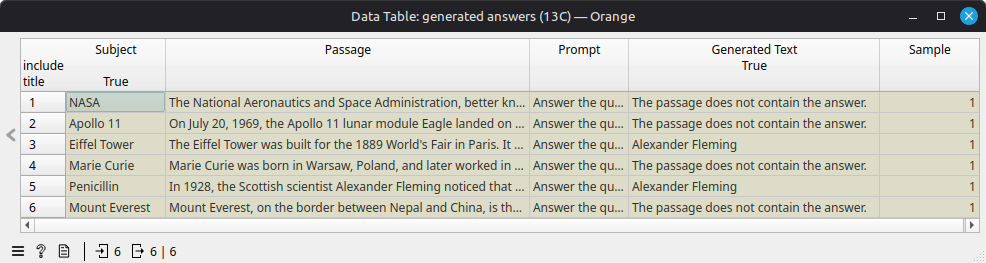 Data Table: generated answers (13C) — Orange
Subject Passage Prompt Generated Text Sample
include True
title True
1 NASA The National Aeronautics and Space Administration, better kn... Answer the qu... The passage does not contain the answer. 1
2 Apollo 11 On July 20, 1969, the Apollo 11 lunar module Eagle landed on ... Answer the qu... The passage does not contain the answer. 1
3 Eiffel Tower The Eiffel Tower was built for the 1889 World's Fair in Paris. It ... Answer the qu... Alexander Fleming 1
4 Marie Curie Marie Curie was born in Warsaw, Poland, and later worked in ... Answer the qu... The passage does not contain the answer. 1
5 Penicillin In 1928, the Scottish scientist Alexander Fleming noticed that ... Answer the qu... Alexander Fleming 1
6 Mount Everest Mount Everest, on the border between Nepal and China, is th... Answer the qu... The passage does not contain the answer. 1
6 6 | 6